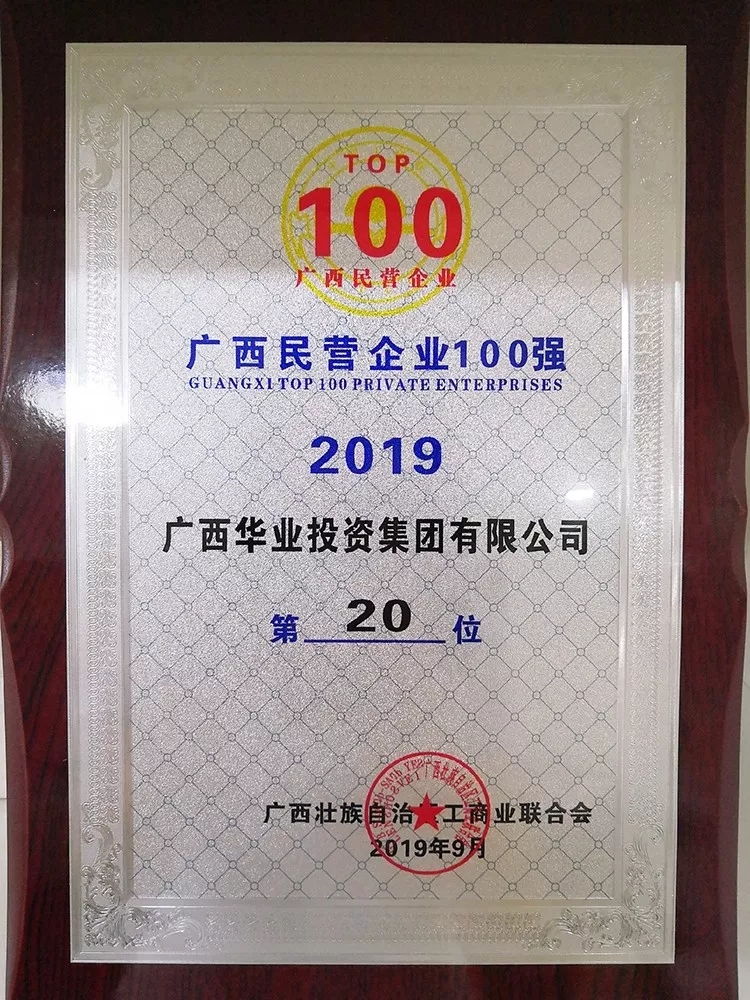 TOP
100
广西民营企业
广西民营企业100强
GUANGXI TOP 100 PRIVATE ENTERPRISES
2019
广西华业投资集团有限公司
第 20 位
广西壮族自治 工商业联合会
2019年9月